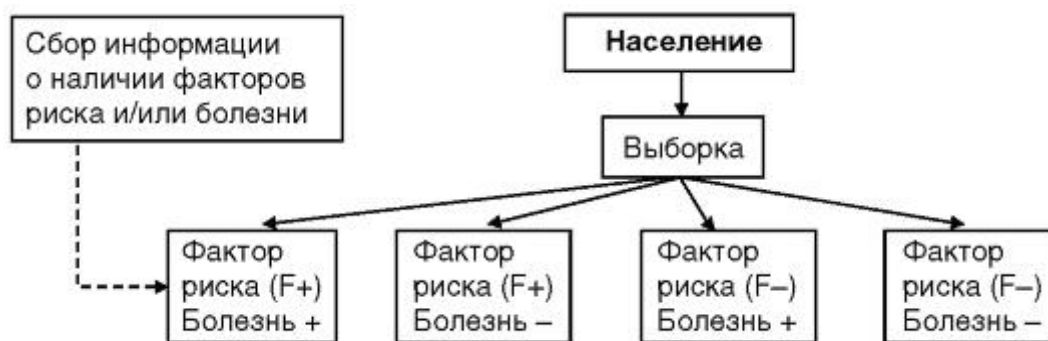 Сбор информации
о наличии факторов
риска и/или болезни
Население
Выборка
Фактор
риска (F+)
Болезнь +
Фактор
риска (F+)
Болезнь –
Фактор
риска (F–)
Болезнь +
Фактор
риска (F–)
Болезнь –